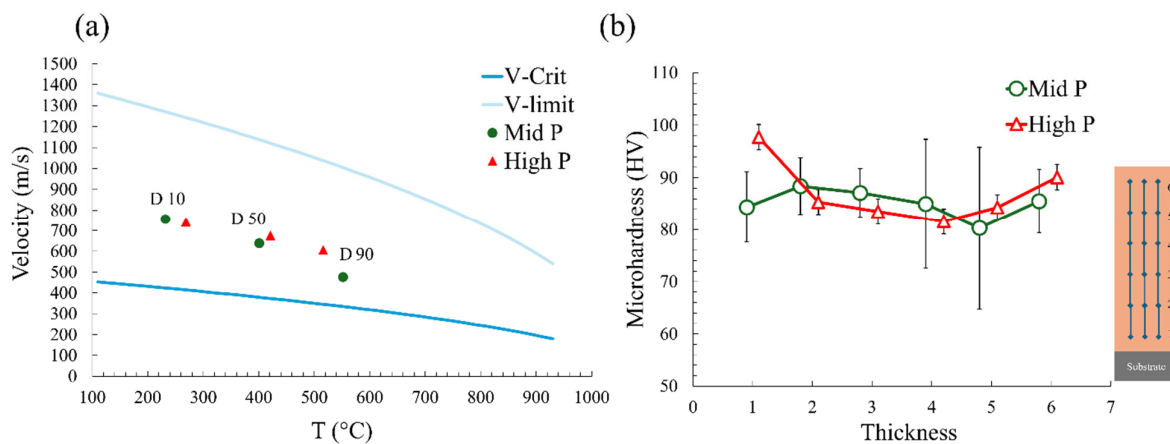 (a)
1500
1400
1300
1200
1100
1000
900
800
700
600
500
400
300
200
100
0
Velocity (m/s)
V-Crit
V-limit
Mid P
High P
D 10
D 50
D 90
100 200 300 400 500 600 700 800 900 1000
T (°C)
(b)
110
100
90
80
70
60
50
Microhardness (HV)
Mid P
High P
0 1 2 3 4 5 6 7
Thickness
Substrate